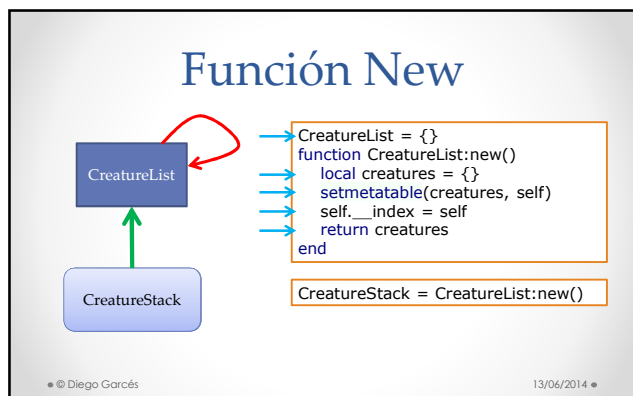 Función New
CreatureList
CreatureStack
CreatureList = {}
function CreatureList:new()
local creatures = {}
setmetatable(creatures, self)
self.__index = self
return creatures
end
CreatureStack = CreatureList:new()
© Diego Garcés
13/06/2014